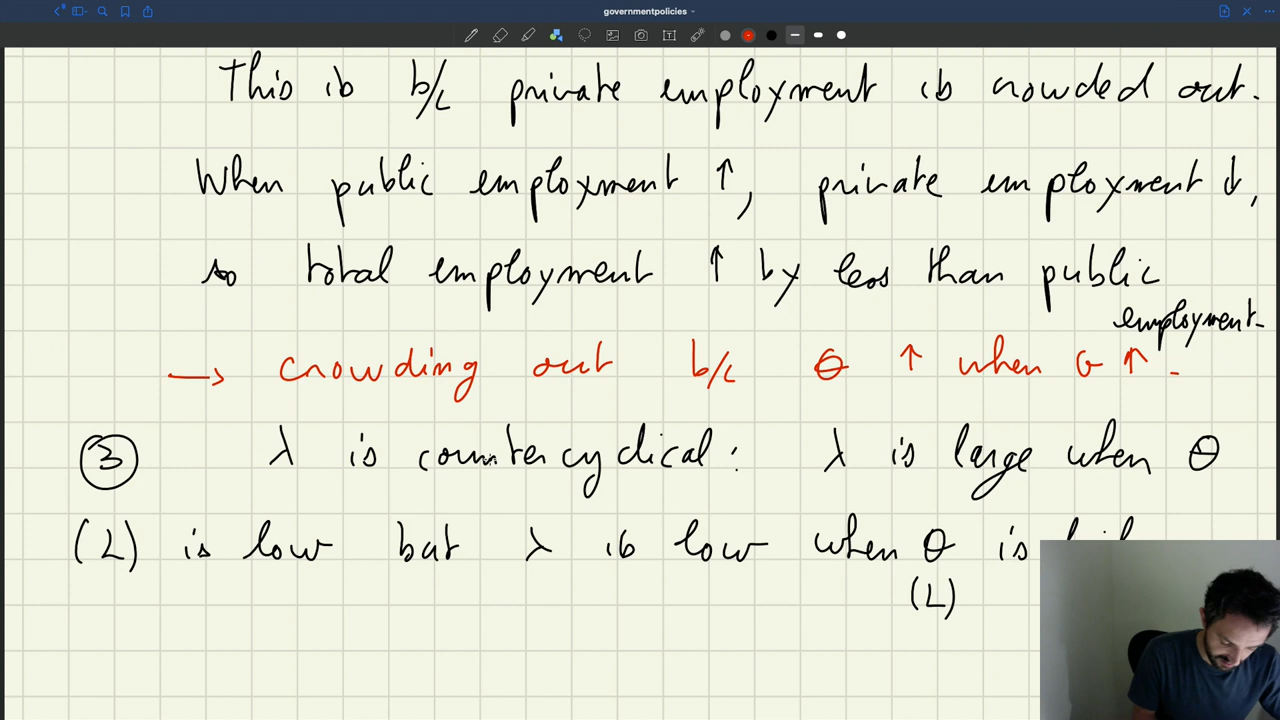 governmentpolicies
This is b/c private employment is crowded out.
When public employment ↑, private employment ↓,
so total employment ↑ by less than public
employment.
→ crowding out b/c θ ↑ when G ↑.
③ λ is countercyclical: λ is large when θ
(L) is low but λ is low when θ is
(L)